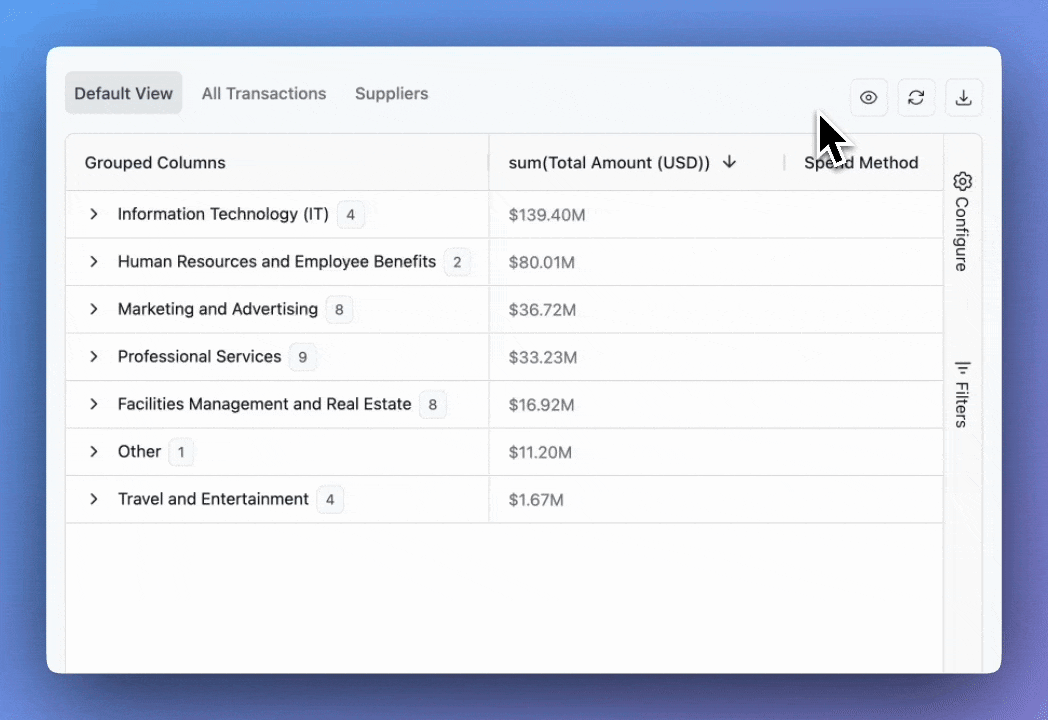 Default View All Transactions Suppliers
Grouped Columns sum(Total Amount (USD)) Spend Method
Information Technology (IT) 4 $139.40M
Human Resources and Employee Benefits 2 $80.01M
Marketing and Advertising 8 $36.72M
Professional Services 9 $33.23M
Facilities Management and Real Estate 8 $16.92M
Other 1 $11.20M
Travel and Entertainment 4 $1.67M
Configure
Filters